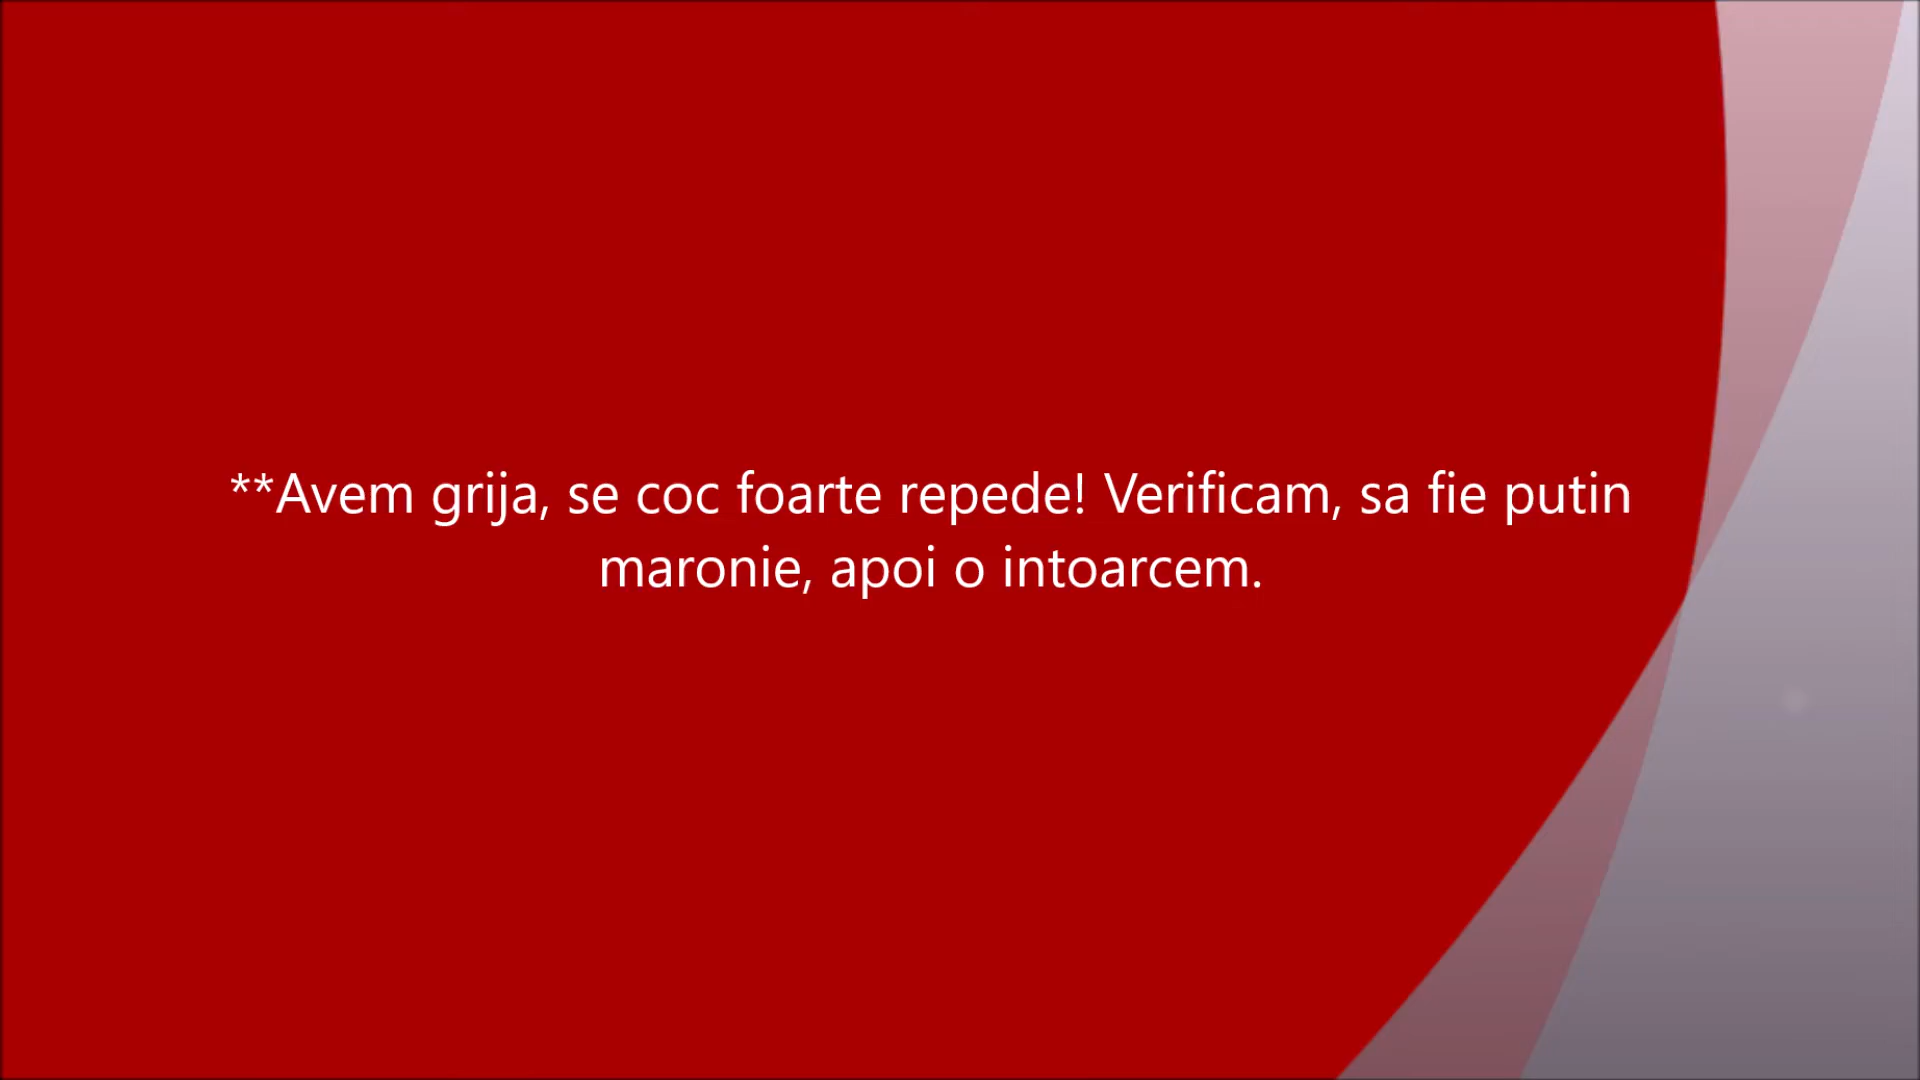 **Avem grija, se coc foarte repede! Verificam, sa fie putin
maronie, apoi o intoarcem.